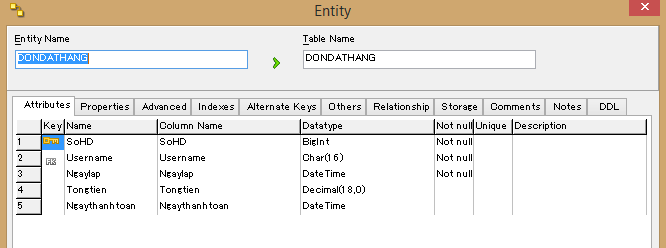 Entity
Entity Name
Table Name
DONDATHANG
DONDATHANG
Attributes Properties Advanced Indexes Alternate Keys Others Relationship Storage Comments Notes DDL
Key Name Column Name Datatype Not null Unique Description
1 SoHD SoHD BigInt Not null
2 FK Username Username Char(16) Not null
3 Ngaylap Ngaylap DateTime Not null
4 Tongtien Tongtien Decimal(18,0)
5 Ngaythanhtoan Ngaythanhtoan DateTime